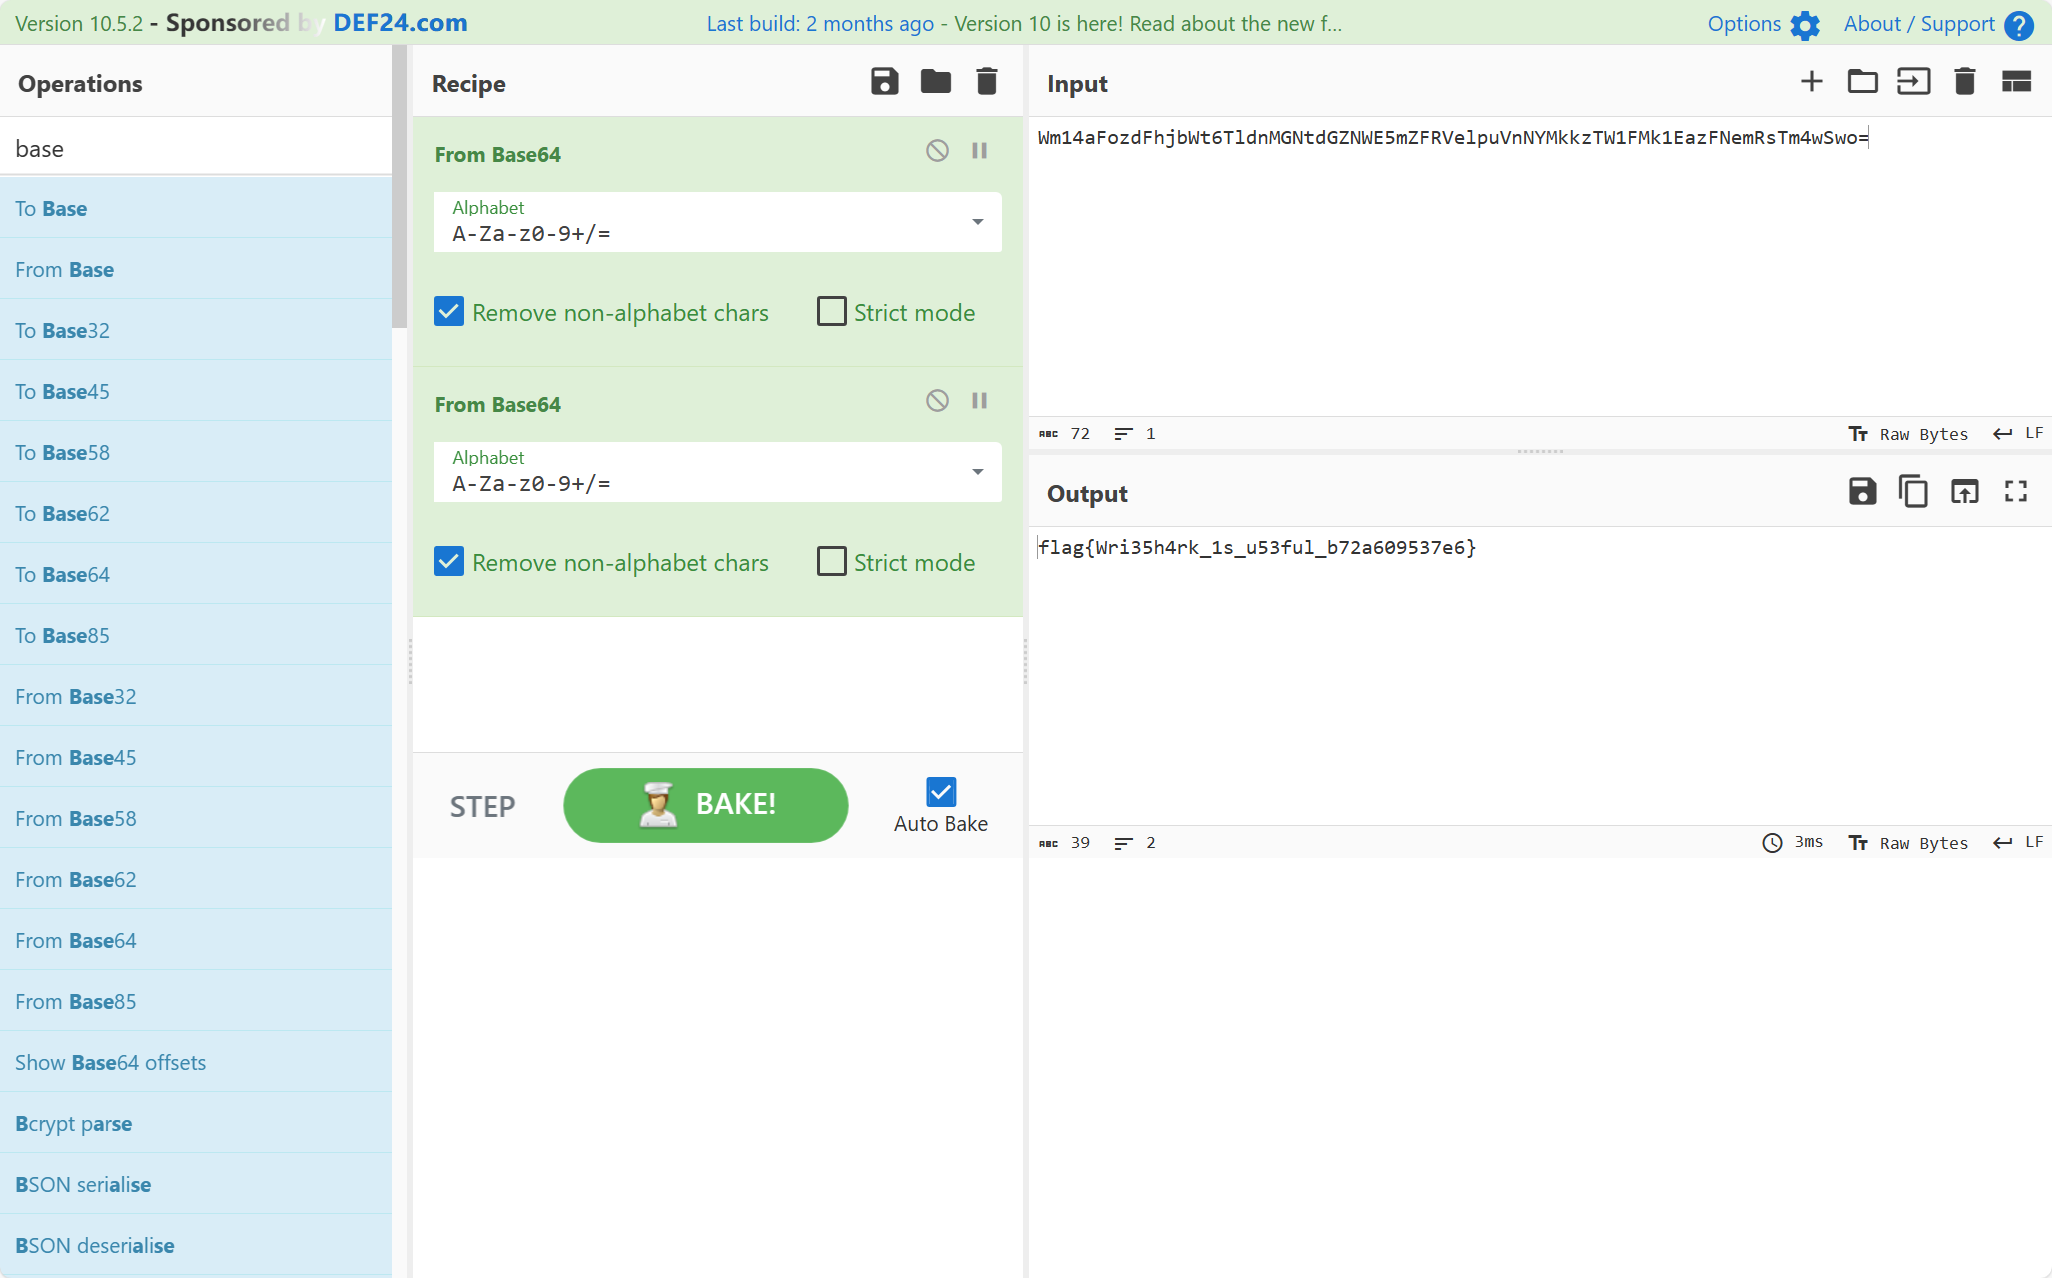 Version 10.5.2 - Sponsored by DEF24.com
Last build: 2 months ago - Version 10 is here! Read about the new f...
Options
About / Support
Operations
base
To Base
From Base
To Base32
To Base45
To Base58
To Base62
To Base64
To Base85
From Base32
From Base45
From Base58
From Base62
From Base64
From Base85
Show Base64 offsets
Bcrypt parse
BSON serialise
BSON deserialise
Recipe
From Base64
Alphabet
A-Za-z0-9+/=
Remove non-alphabet chars
Strict mode
From Base64
Alphabet
A-Za-z0-9+/=
Remove non-alphabet chars
Strict mode
STEP
BAKE!
Auto Bake
Input
Wm14aFozdFhjbWt6TldnMGNtdGZNWE5mZFRVelpuVnNYMkkzTW1FMk1EazFNemRsTm4wSwo=
ABC 72 1
Raw Bytes LF
Output
flag{Wri35h4rk_1s_u53ful_b72a609537e6}
ABC 39 2
3ms Raw Bytes LF